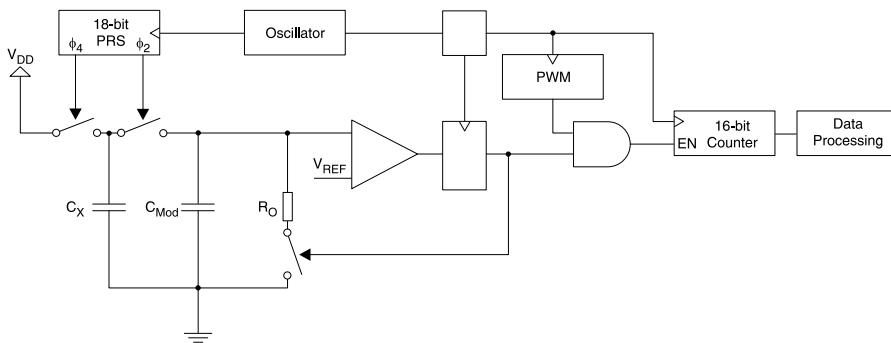 18-bit
PRS
ϕ4
ϕ2
Oscillator
VDD
PWM
VREF
EN
16-bit
Counter
Data
Processing
CX
CMod
RO